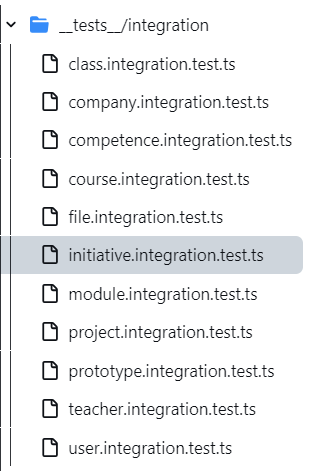 __tests__/integration
class.integration.test.ts
company.integration.test.ts
competence.integration.test.ts
course.integration.test.ts
file.integration.test.ts
initiative.integration.test.ts
module.integration.test.ts
project.integration.test.ts
prototype.integration.test.ts
teacher.integration.test.ts
user.integration.test.ts